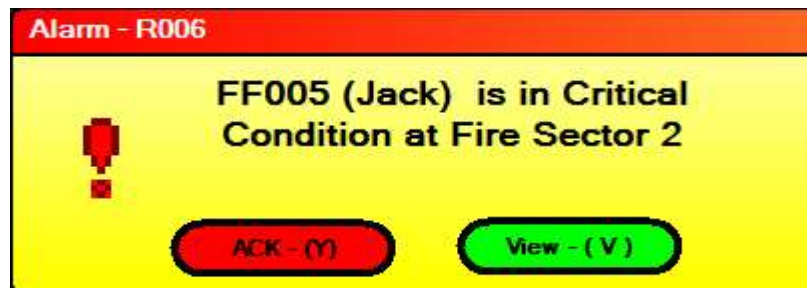 Alarm - R006
FF005 (Jack) is in Critical
Condition at Fire Sector 2
ACK - (Y)
View - ( V )